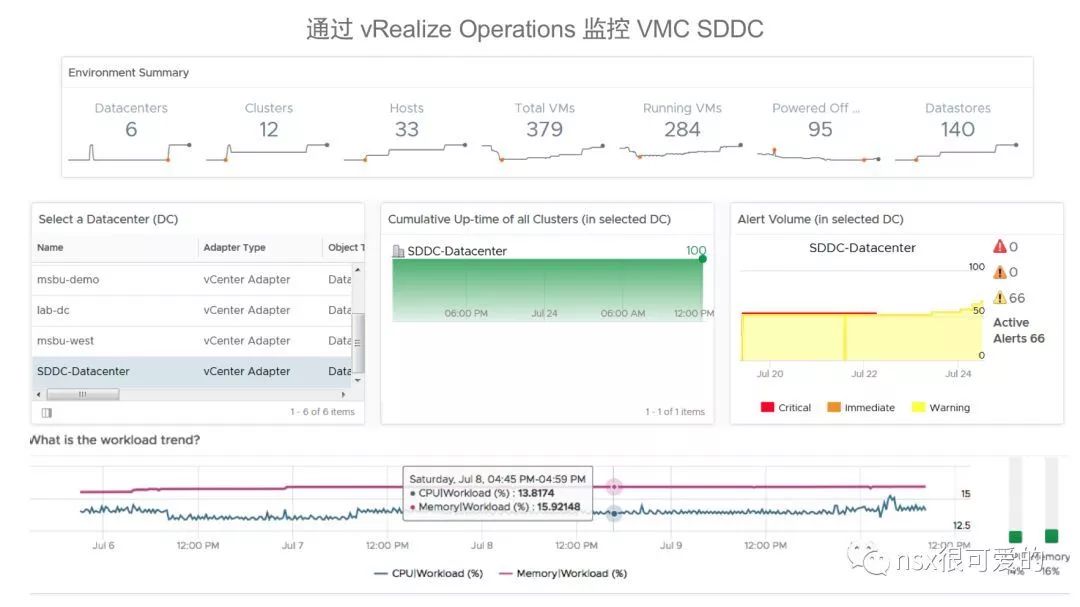 通过 vRealize Operations 监控 VMC SDDC
Environment Summary
Datacenters Clusters Hosts Total VMs Running VMs Powered Off ... Datastores
6 12 33 379 284 95 140
Select a Datacenter (DC)
Name Adapter Type Object T
msbu-demo vCenter Adapter Data
lab-dc vCenter Adapter Data
msbu-west vCenter Adapter Data
SDDC-Datacenter vCenter Adapter Data
1 - 6 of 6 items
Cumulative Up-time of all Clusters (in selected DC)
SDDC-Datacenter 100
06:00 PM Jul 24 06:00 AM 12:00 PM
1 - 1 of 1 items
Alert Volume (in selected DC)
SDDC-Datacenter
100
50
0
Jul 20 Jul 22 Jul 24
Critical Immediate Warning
0
0
66
Active
Alerts 66
What is the workload trend?
Saturday, Jul 8, 04:45 PM-04:59 PM
CPU|Workload (%) : 13.8174
Memory|Workload (%) : 15.92148
15
12.5
Jul 6 12:00 PM Jul 7 12:00 PM Jul 8 12:00 PM Jul 9 12:00 PM 12:00 PM
CPU|Workload (%) Memory|Workload (%)
14% 16%
nsx很可爱的